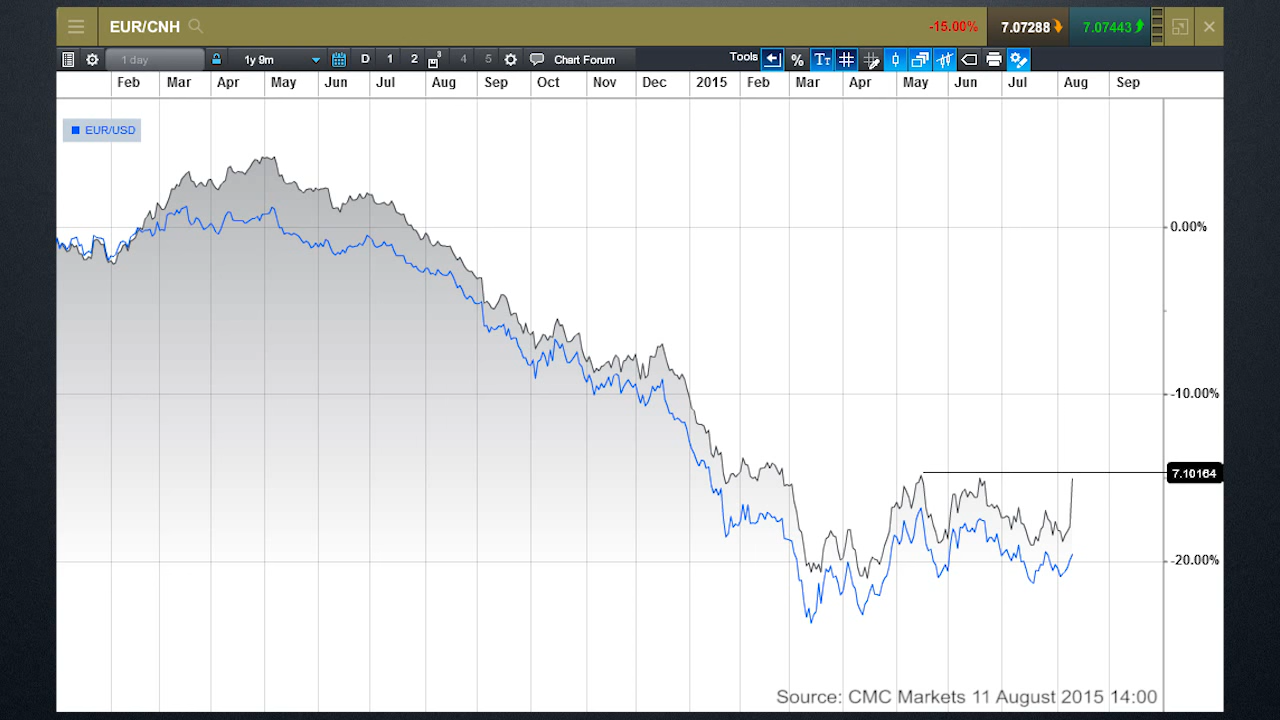 EUR/CNH -15.00% 7.07288 7.07443
1 day 1y 9m D 1 2 3 4 5 Chart Forum Tools % TT
Feb Mar Apr May Jun Jul Aug Sep Oct Nov Dec 2015 Feb Mar Apr May Jun Jul Aug Sep
EUR/USD
0.00%
-10.00%
7.10164
-20.00%
Source: CMC Markets 11 August 2015 14:00